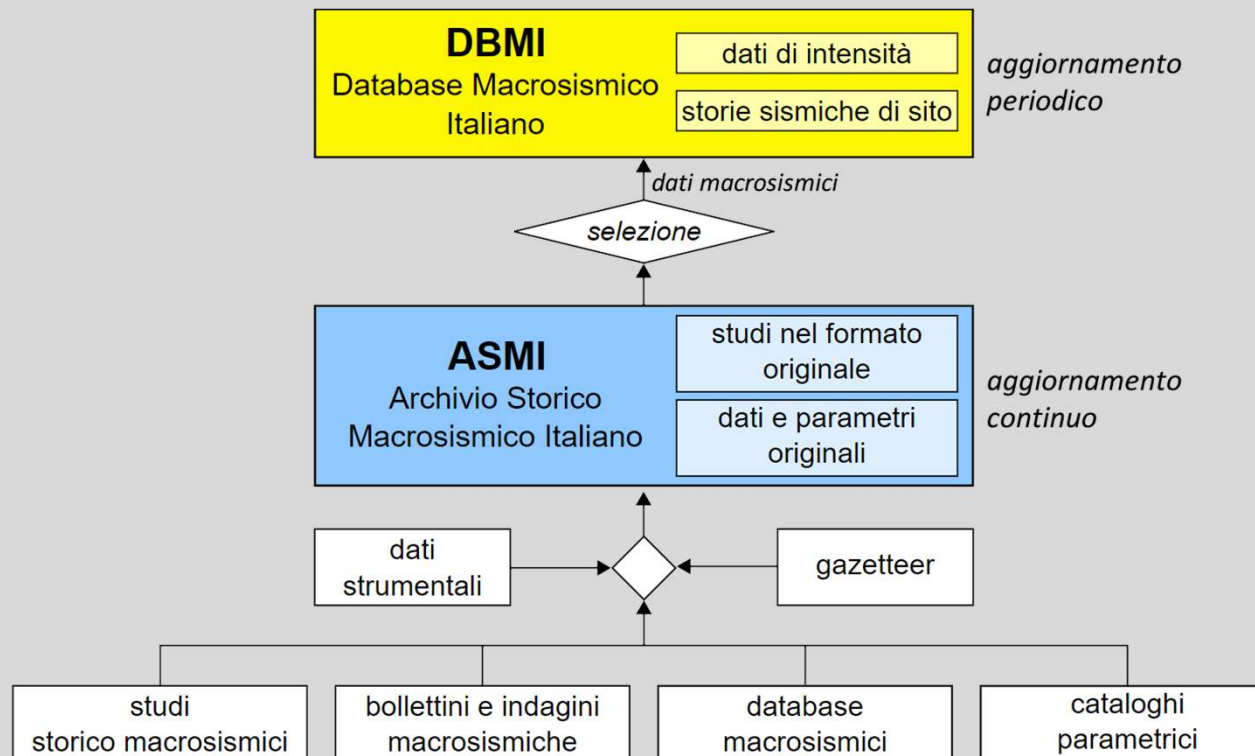 DBMI
Database Macrosismico
Italiano
dati di intensità
storie sismiche di sito
aggiornamento
periodico
dati macrosismici
selezione
ASMI
Archivio Storico
Macrosismico Italiano
studi nel formato
originale
dati e parametri
originali
aggiornamento
continuo
dati
strumentali
gazetteer
studi
storico macrosismici
bollettini e indagini
macrosismiche
database
macrosismici
cataloghi
parametrici